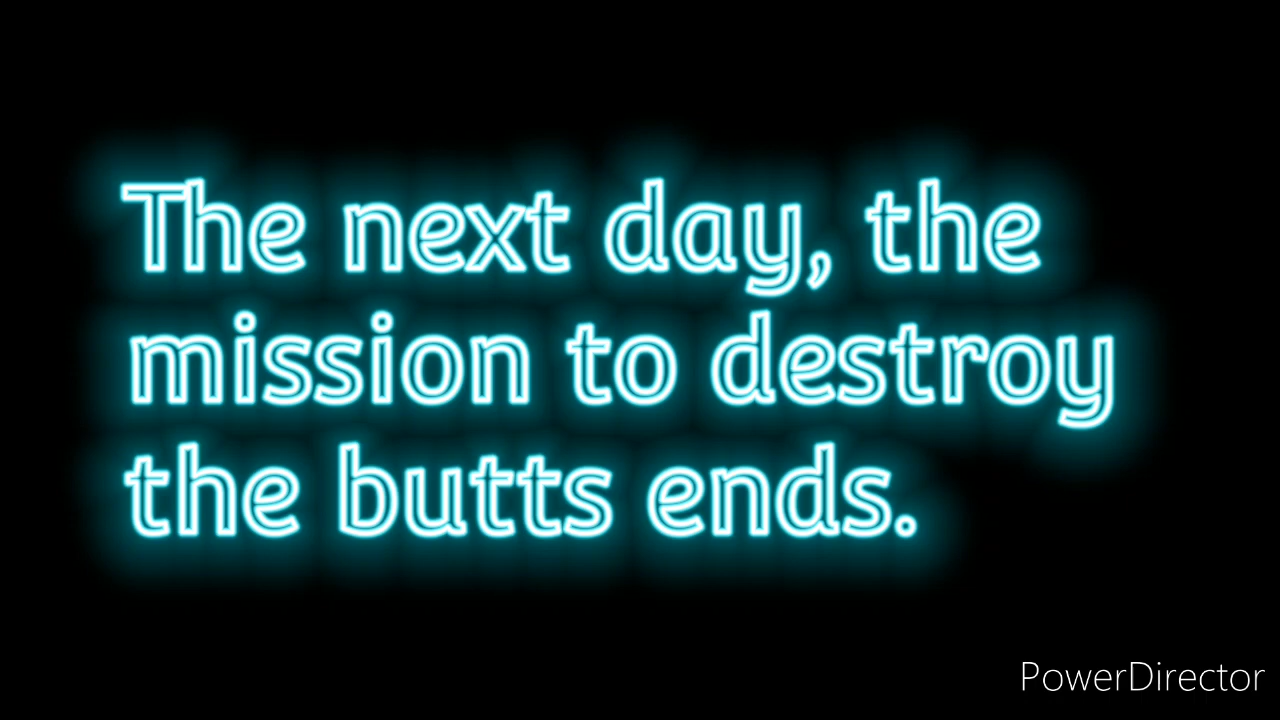 The next day, the
mission to destroy
the butts ends.
PowerDirector